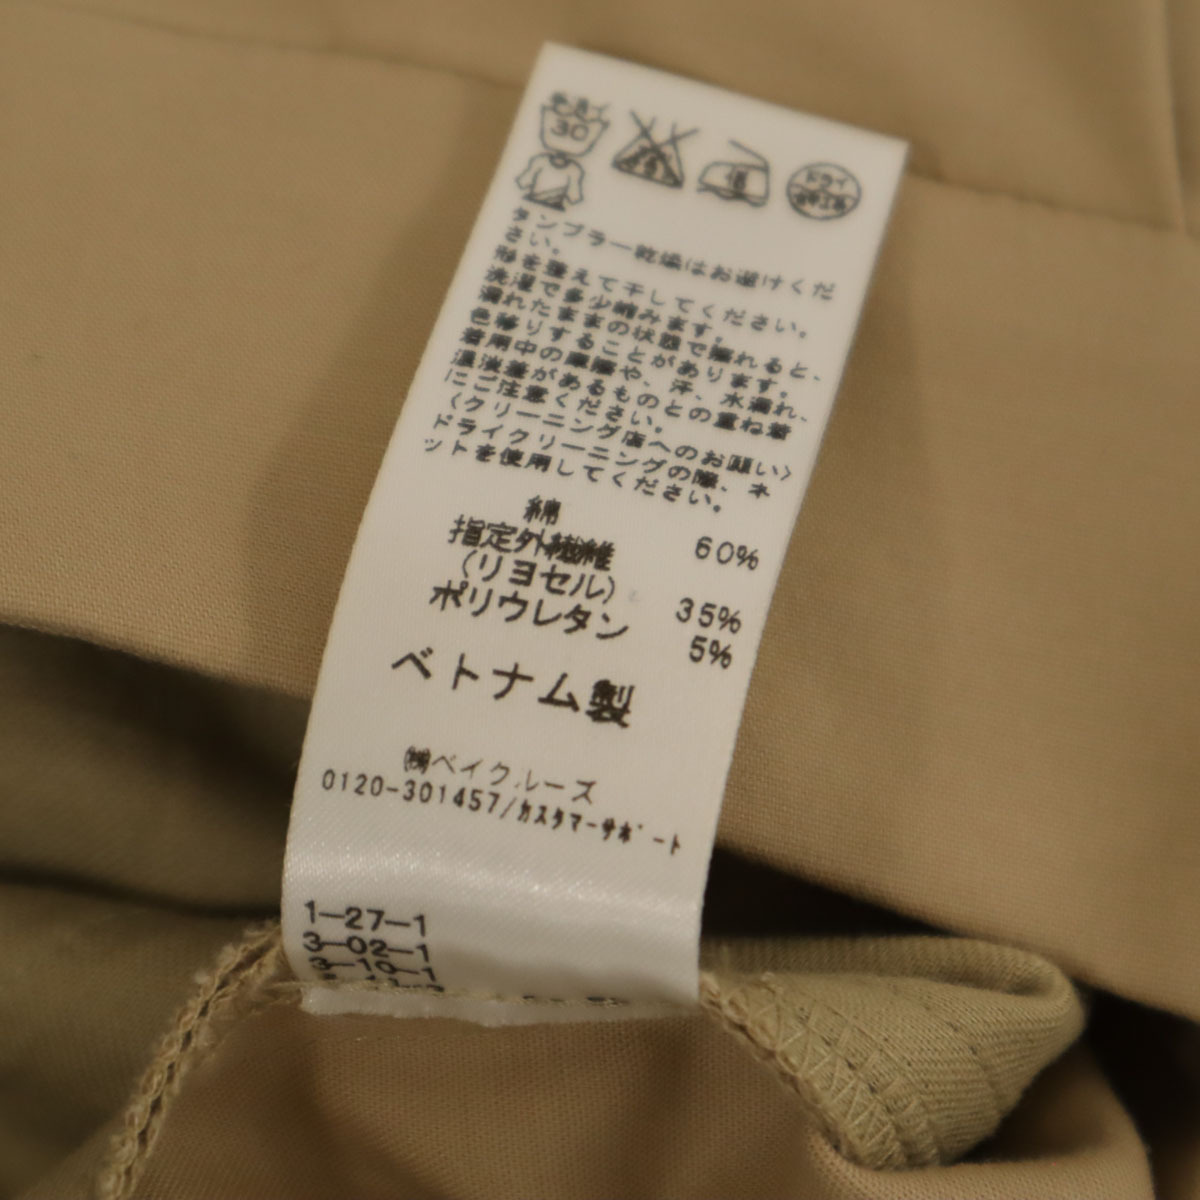 手洗イ
30
ドライ
タンブラー乾燥はお避けくだ
さい。
形を整えて干してください。
洗濯で多少縮みます。
濡れたままの状態で擦れると、
色移りすることがあります。
着用中の摩擦や、汗、水濡れ、
濃淡差があるものとの重ね着
にご注意ください。
〈クリーニング店へのお願い〉
ドライクリーニングの際、ネ
ットを使用してください。
綿 60%
指定外繊維
(リヨセル) 35%
ポリウレタン 5%
ベトナム製
㈱ベイクルーズ
0120-301457/カスタマーサポート
1-27-1
3-02-1
3-10-1